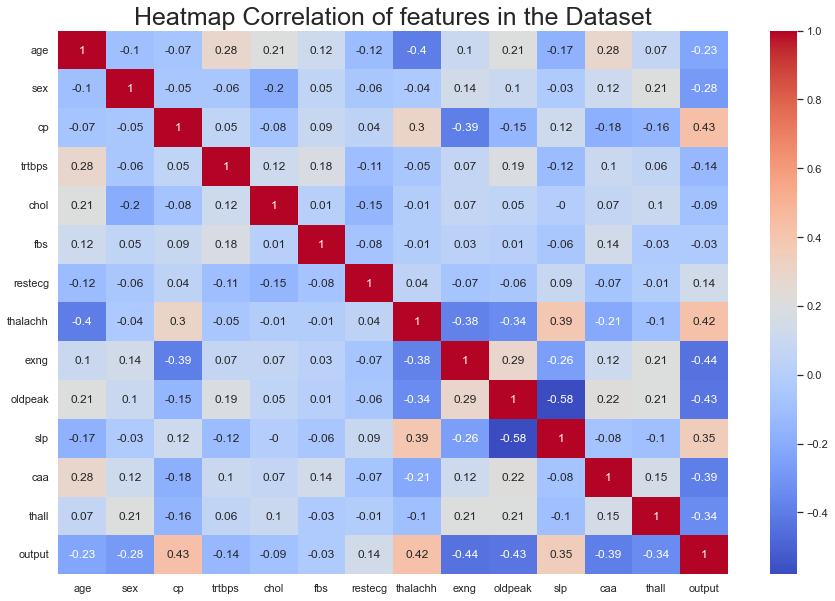 Heatmap Correlation of features in the Dataset
age 1 -0.1 -0.07 0.28 0.21 0.12 -0.12 -0.4 0.1 0.21 -0.17 0.28 0.07 -0.23
sex -0.1 1 -0.05 -0.06 -0.2 0.05 -0.06 -0.04 0.14 0.1 -0.03 0.12 0.21 -0.28
cp -0.07 -0.05 1 0.05 -0.08 0.09 0.04 0.3 -0.39 -0.15 0.12 -0.18 -0.16 0.43
trtbps 0.28 -0.06 0.05 1 0.12 0.18 -0.11 -0.05 0.07 0.19 -0.12 0.1 0.06 -0.14
chol 0.21 -0.2 -0.08 0.12 1 0.01 -0.15 -0.01 0.07 0.05 -0 0.07 0.1 -0.09
fbs 0.12 0.05 0.09 0.18 0.01 1 -0.08 -0.01 0.03 0.01 -0.06 0.14 -0.03 -0.03
restecg -0.12 -0.06 0.04 -0.11 -0.15 -0.08 1 0.04 -0.07 -0.06 0.09 -0.07 -0.01 0.14
thalachh -0.4 -0.04 0.3 -0.05 -0.01 -0.01 0.04 1 -0.38 -0.34 0.39 -0.21 -0.1 0.42
exng 0.1 0.14 -0.39 0.07 0.07 0.03 -0.07 -0.38 1 0.29 -0.26 0.12 0.21 -0.44
oldpeak 0.21 0.1 -0.15 0.19 0.05 0.01 -0.06 -0.34 0.29 1 -0.58 0.22 0.21 -0.43
slp -0.17 -0.03 0.12 -0.12 -0 -0.06 0.09 0.39 -0.26 -0.58 1 -0.08 -0.1 0.35
caa 0.28 0.12 -0.18 0.1 0.07 0.14 -0.07 -0.21 0.12 0.22 -0.08 1 0.15 -0.39
thall 0.07 0.21 -0.16 0.06 0.1 -0.03 -0.01 -0.1 0.21 0.21 -0.1 0.15 1 -0.34
output -0.23 -0.28 0.43 -0.14 -0.09 -0.03 0.14 0.42 -0.44 -0.43 0.35 -0.39 -0.34 1
age sex cp trtbps chol fbs restecg thalachh exng oldpeak slp caa thall output
1.0
0.8
0.6
0.4
0.2
0.0
-0.2
-0.4